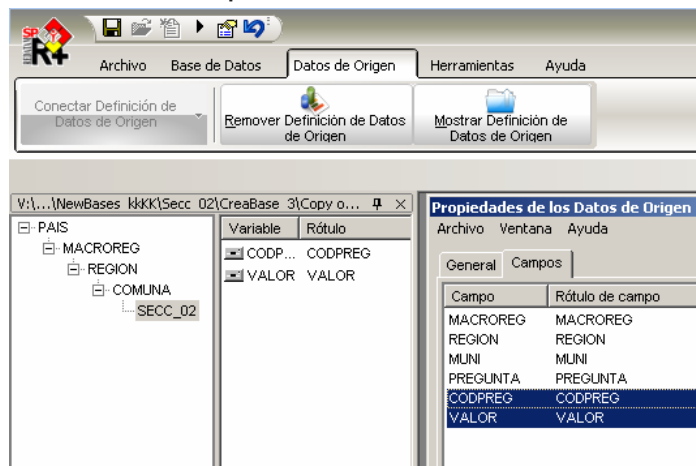 SP
R+
Archivo Base de Datos Datos de Origen Herramientas Ayuda
Conectar Definición de
Datos de Origen
Remover Definición de Datos
de Origen
Mostrar Definición de
Datos de Origen
V:\...\NewBases kkKK\Secc 02\CreaBase 3\Copy o...
PAIS
MACROREG
REGION
COMUNA
SECC_02
Variable Rótulo
CODP... CODPREG
VALOR VALOR
Propiedades de los Datos de Origen
Archivo Ventana Ayuda
General Campos
Campo Rótulo de campo
MACROREG MACROREG
REGION REGION
MUNI MUNI
PREGUNTA PREGUNTA
CODPREG CODPREG
VALOR VALOR